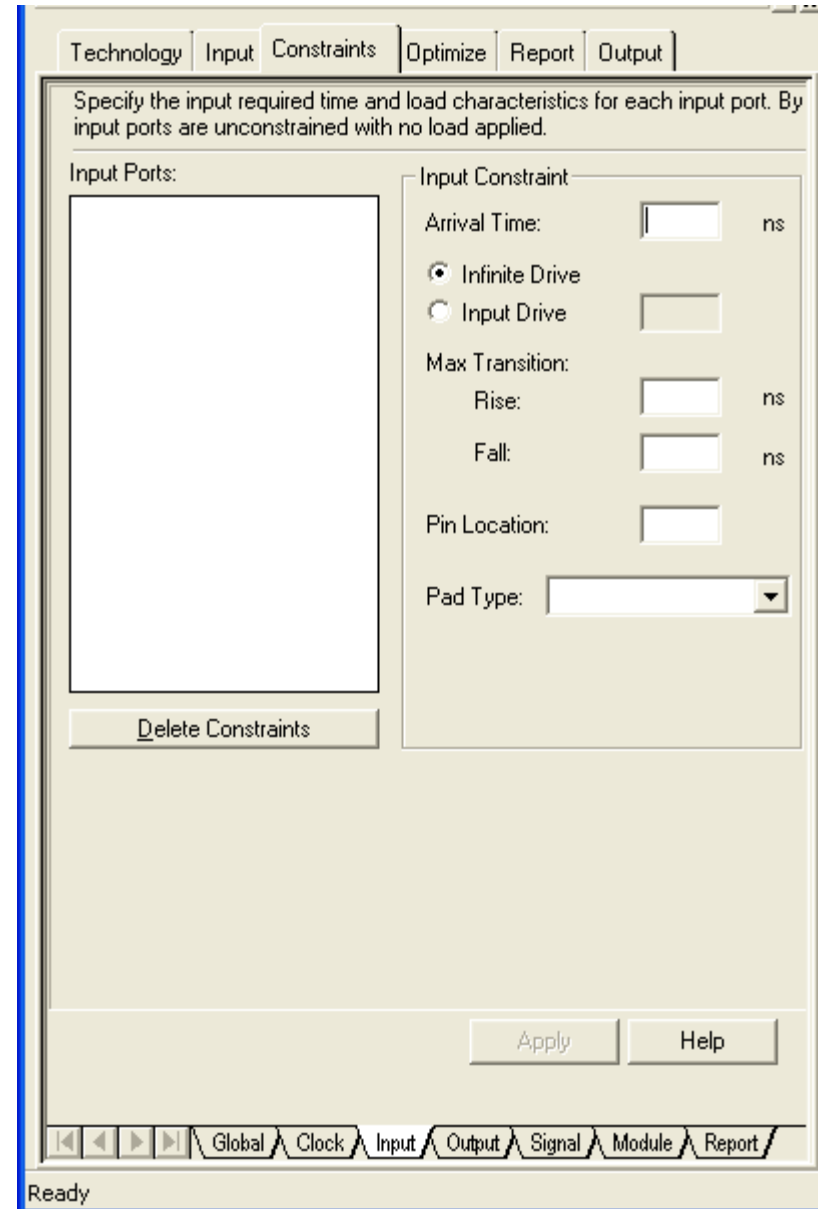 Technology Input Constraints Optimize Report Output
Specify the input required time and load characteristics for each input port. By
input ports are unconstrained with no load applied.
Input Ports:
Input Constraint
Arrival Time: ns
Infinite Drive
Input Drive
Max Transition:
Rise: ns
Fall: ns
Pin Location:
Pad Type:
Delete Constraints
Apply Help
Global Clock Input Output Signal Module Report
Ready